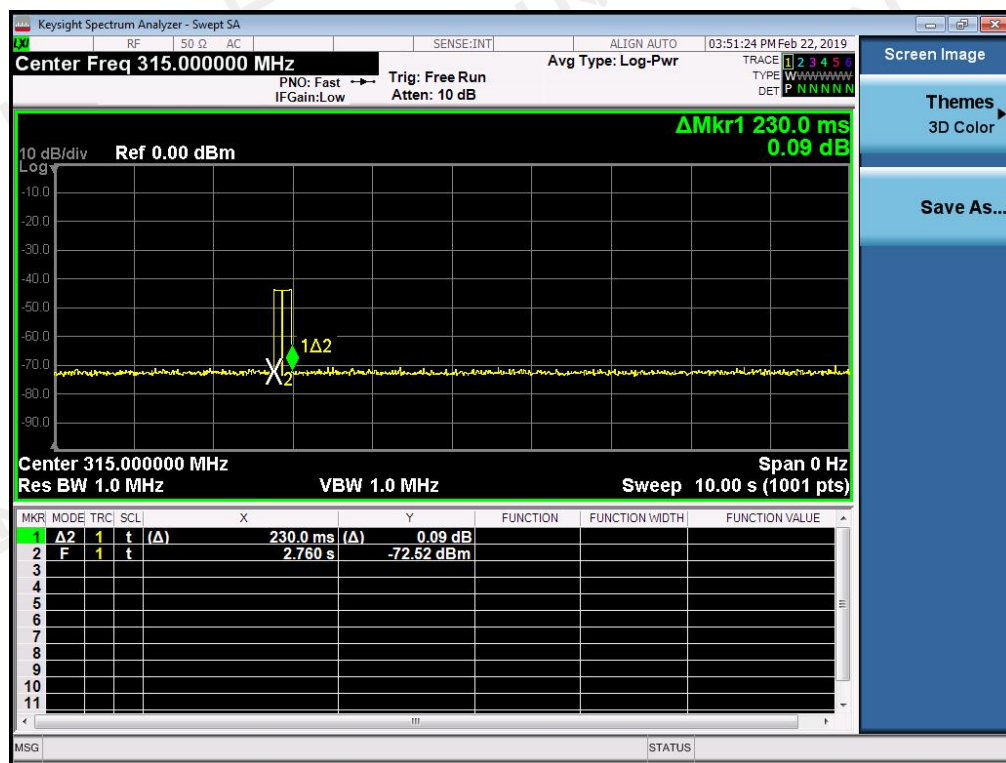 Keysight Spectrum Analyzer - Swept SA
LXI RF 50 Ω AC SENSE:INT ALIGN AUTO 03:51:24 PM Feb 22, 2019
Center Freq 315.000000 MHz
PNO: Fast
IFGain:Low
Trig: Free Run
Atten: 10 dB
Avg Type: Log-Pwr
TRACE 1 2 3 4 5 6
TYPE WWWWWW
DET P N N N N N
Screen Image
Themes
3D Color
Save As...
ΔMkr1 230.0 ms
0.09 dB
10 dB/div Ref 0.00 dBm
Log
-10.0
-20.0
-30.0
-40.0
-50.0
-60.0
-70.0
-80.0
-90.0
1Δ2
X2
Center 315.000000 MHz Span 0 Hz
Res BW 1.0 MHz VBW 1.0 MHz Sweep 10.00 s (1001 pts)
MKR MODE TRC SCL X Y FUNCTION FUNCTION WIDTH FUNCTION VALUE
1 Δ2 1 t (Δ) 230.0 ms (Δ) 0.09 dB
2 F 1 t 2.760 s -72.52 dBm
3
4
5
6
7
8
9
10
11
MSG STATUS